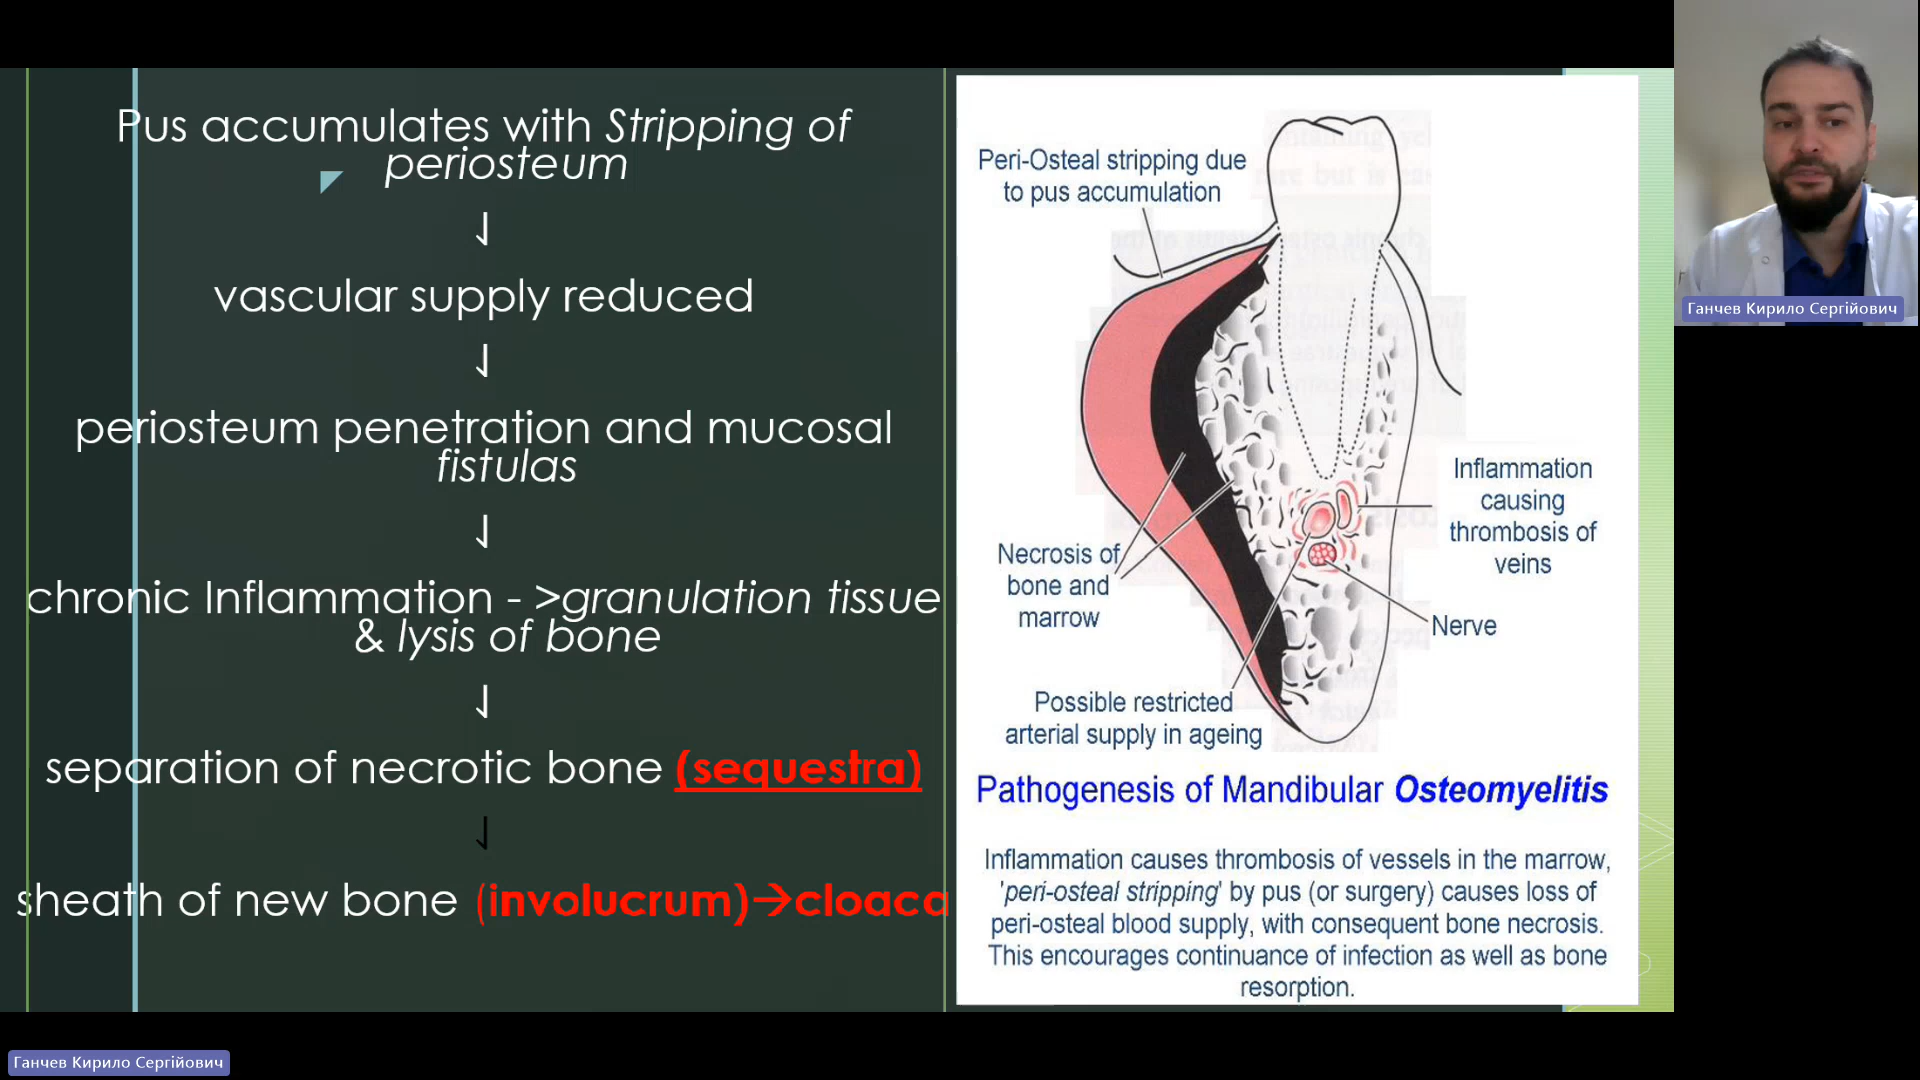 Pus accumulates with Stripping of
periosteum
⇃
vascular supply reduced
⇃
periosteum penetration and mucosal
fistulas
⇃
chronic Inflammation - >granulation tissue
& lysis of bone
⇃
separation of necrotic bone (sequestra)
⇃
sheath of new bone (involucrum)→cloaca
Peri-Osteal stripping due
to pus accumulation
Inflammation
causing
thrombosis of
veins
Necrosis of
bone and
marrow
Nerve
Possible restricted
arterial supply in ageing
Pathogenesis of Mandibular Osteomyelitis
Inflammation causes thrombosis of vessels in the marrow,
'peri-osteal stripping' by pus (or surgery) causes loss of
peri-osteal blood supply, with consequent bone necrosis.
This encourages continuance of infection as well as bone
resorption.
Ганчев Кирило Сергійович
Ганчев Кирило Сергійович